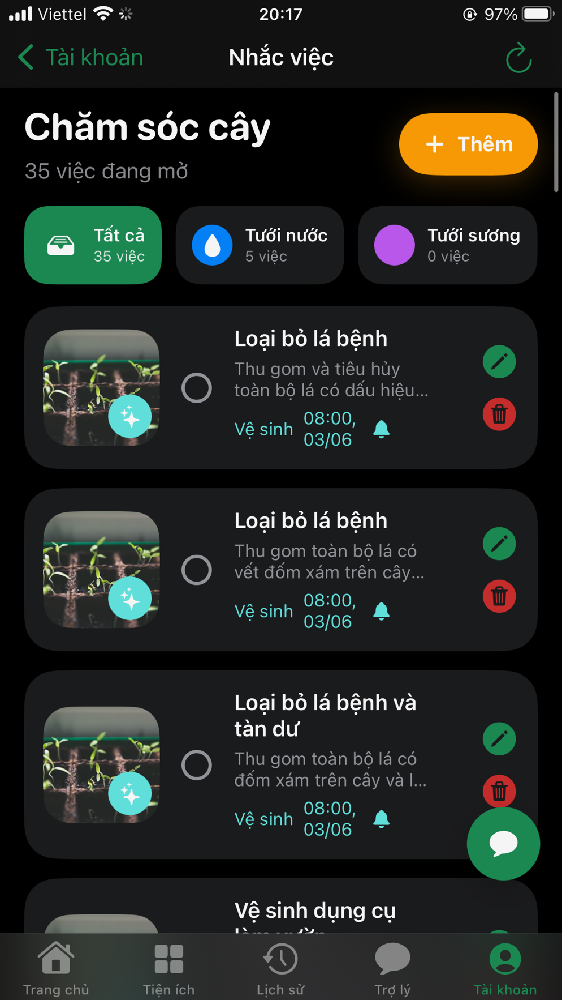 Viettel 20:17 97%
Tài khoản Nhắc việc
Chăm sóc cây
35 việc đang mở
+ Thêm
Tất cả
35 việc
Tưới nước
5 việc
Tưới sương
0 việc
Loại bỏ lá bệnh
Thu gom và tiêu hủy
toàn bộ lá có dấu hiệu...
Vệ sinh
08:00,
03/06
Loại bỏ lá bệnh
Thu gom toàn bộ lá có
vết đốm xám trên cây...
Vệ sinh
08:00,
03/06
Loại bỏ lá bệnh và
tàn dư
Thu gom toàn bộ lá có
đốm xám trên cây và l...
Vệ sinh
08:00,
03/06
Vệ sinh dụng cụ
Trang chủ
Tiện ích
Lịch sử
Trợ lý
Tài khoản